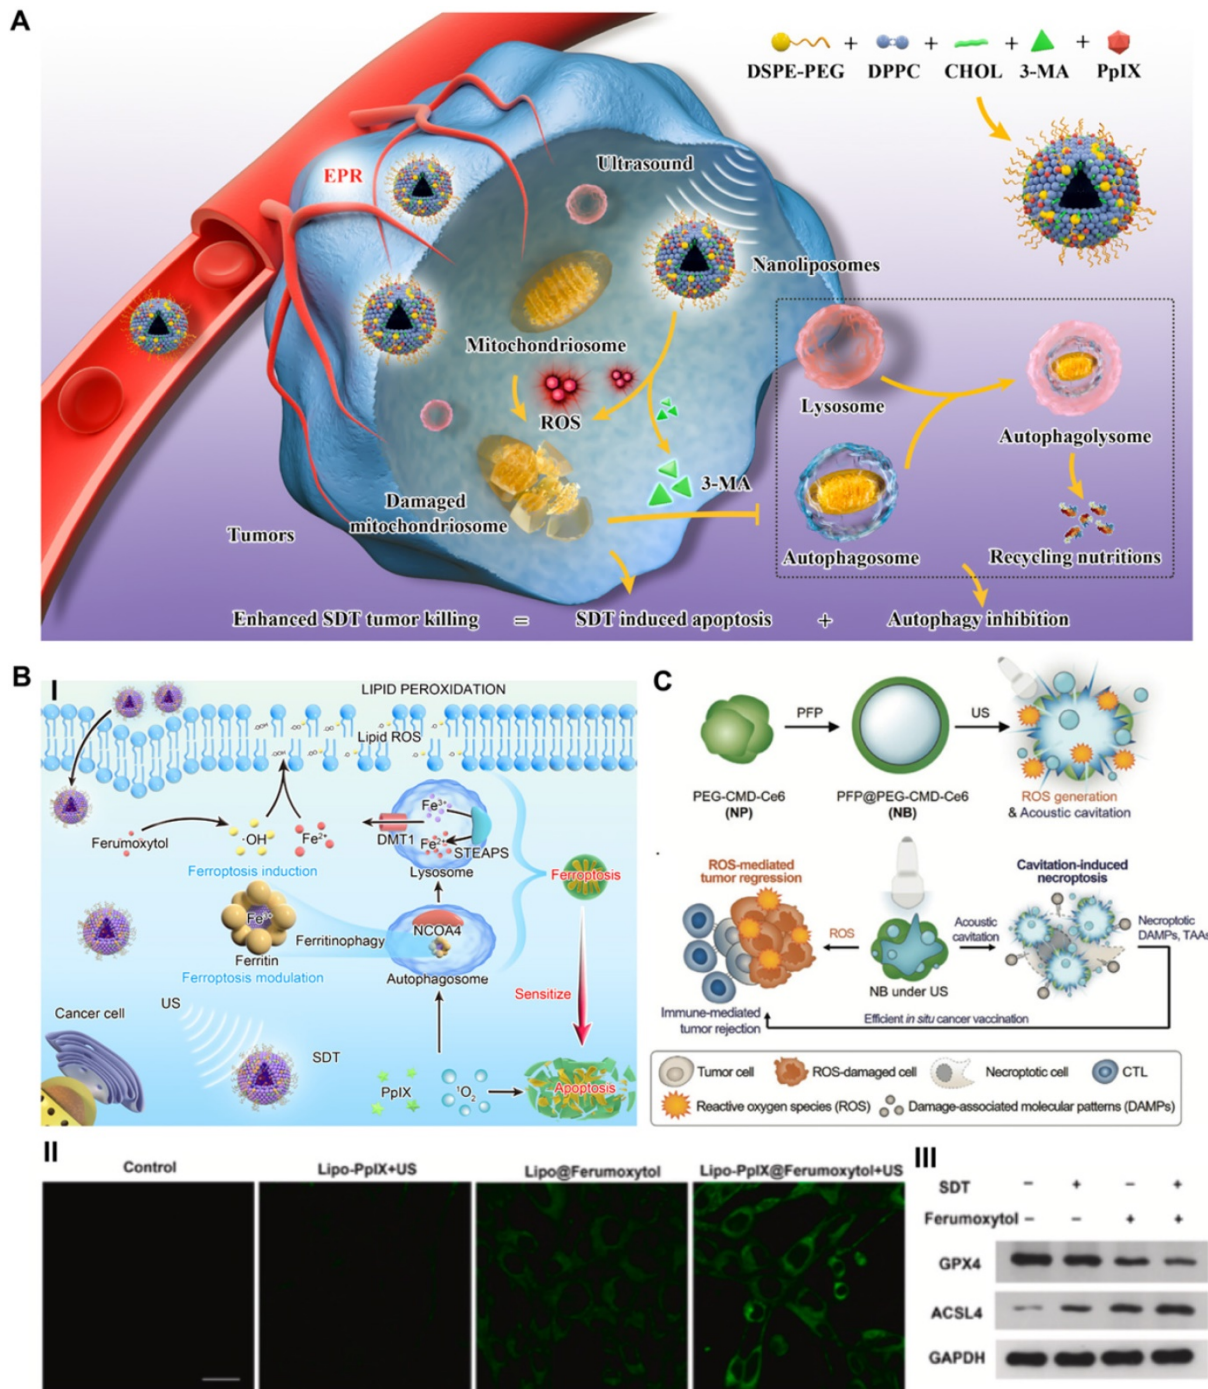 A
DSPE-PEG + DPPC + CHOL + 3-MA + PpIX
EPR
Ultrasound
Nanoliposomes
Mitochondriosome
ROS
Lysosome
Autophagolysome
3-MA
Damaged
mitochondriosome
Tumors
Autophagosome
Recycling nutritions
Enhanced SDT tumor killing = SDT induced apoptosis + Autophagy inhibition
B
I
LIPID PEROXIDATION
Lipid ROS
Ferumoxytol
·OH
Fe2+
Fe3+
Fe2+
DMT1
STEAPS
Lysosome
Ferroptosis induction
Ferroptosis
Fe3+
NCOA4
Ferritinophagy
Ferritin
Ferroptosis modulation
Autophagosome
Sensitize
US
Cancer cell
SDT
PpIX
¹O₂
Apoptosis
C
PFP
US
PEG-CMD-Ce6
(NP)
PFP@PEG-CMD-Ce6
(NB)
ROS generation
& Acoustic cavitation
ROS-mediated
tumor regression
Cavitation-induced
necroptosis
ROS
Acoustic
cavitation
Necroptotic
DAMPs, TAAs
NB under US
Immune-mediated
tumor rejection
Efficient in situ cancer vaccination
Tumor cell
ROS-damaged cell
Necroptotic cell
CTL
Reactive oxygen species (ROS)
Damage-associated molecular patterns (DAMPs)
II
Control
Lipo-PpIX+US
Lipo@Ferumoxytol
Lipo-PpIX@Ferumoxytol+US
III
SDT − + − +
Ferumoxytol − − + +
GPX4
ACSL4
GAPDH